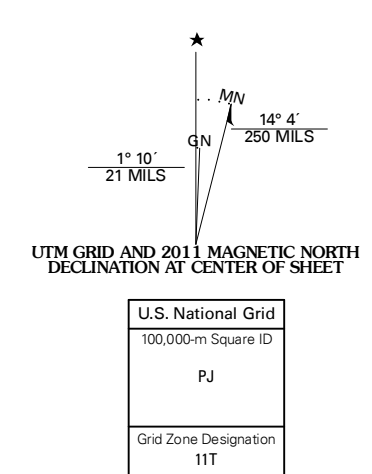 MN
14° 4´
250 MILS
GN
1° 10´
21 MILS
UTM GRID AND 2011 MAGNETIC NORTH
DECLINATION AT CENTER OF SHEET
U.S. National Grid
100,000-m Square ID
PJ
Grid Zone Designation
11T